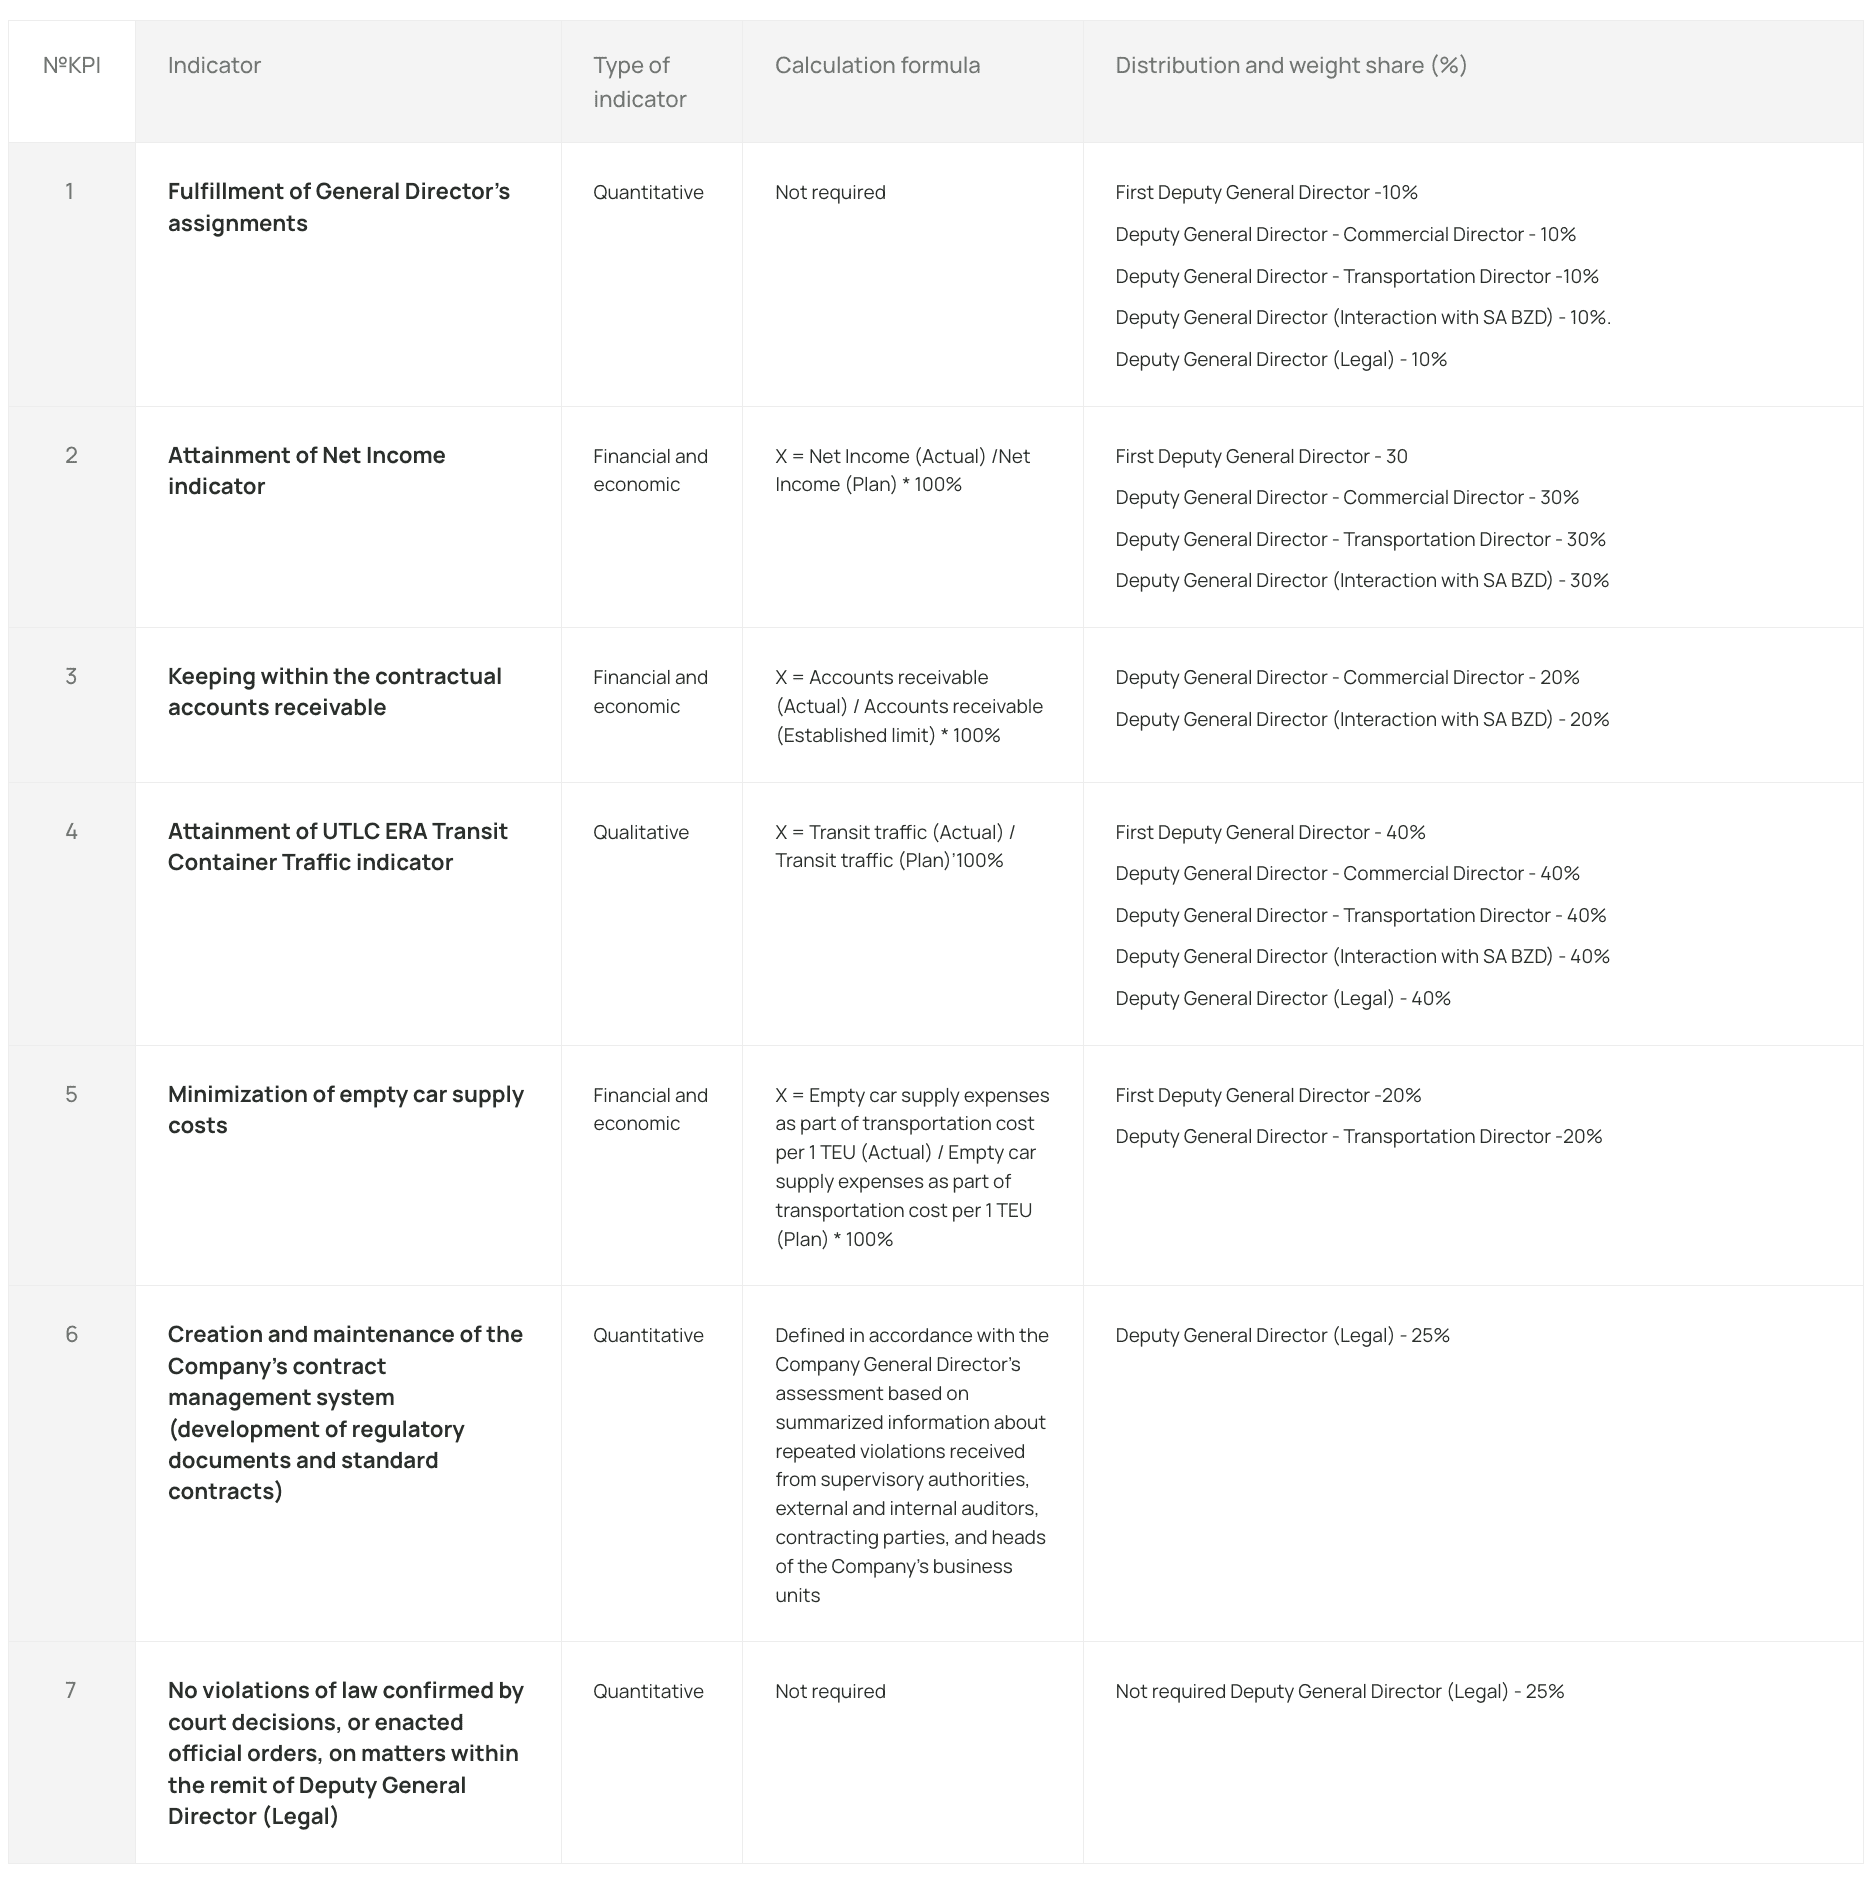 №KPI
Indicator
Type of
indicator
Calculation formula
Distribution and weight share (%)
1
Fulfillment of General Director’s
assignments
Quantitative
Not required
First Deputy General Director -10%
Deputy General Director - Commercial Director - 10%
Deputy General Director - Transportation Director -10%
Deputy General Director (Interaction with SA BZD) - 10%.
Deputy General Director (Legal) - 10%
2
Attainment of Net Income
indicator
Financial and
economic
X = Net Income (Actual) /Net
Income (Plan) * 100%
First Deputy General Director - 30
Deputy General Director - Commercial Director - 30%
Deputy General Director - Transportation Director - 30%
Deputy General Director (Interaction with SA BZD) - 30%
3
Keeping within the contractual
accounts receivable
Financial and
economic
X = Accounts receivable
(Actual) / Accounts receivable
(Established limit) * 100%
Deputy General Director - Commercial Director - 20%
Deputy General Director (Interaction with SA BZD) - 20%
4
Attainment of UTLC ERA Transit
Container Traffic indicator
Qualitative
X = Transit traffic (Actual) /
Transit traffic (Plan)’100%
First Deputy General Director - 40%
Deputy General Director - Commercial Director - 40%
Deputy General Director - Transportation Director - 40%
Deputy General Director (Interaction with SA BZD) - 40%
Deputy General Director (Legal) - 40%
5
Minimization of empty car supply
costs
Financial and
economic
X = Empty car supply expenses
as part of transportation cost
per 1 TEU (Actual) / Empty car
supply expenses as part of
transportation cost per 1 TEU
(Plan) * 100%
First Deputy General Director -20%
Deputy General Director - Transportation Director -20%
6
Creation and maintenance of the
Company’s contract
management system
(development of regulatory
documents and standard
contracts)
Quantitative
Defined in accordance with the
Company General Director’s
assessment based on
summarized information about
repeated violations received
from supervisory authorities,
external and internal auditors,
contracting parties, and heads
of the Company’s business
units
Deputy General Director (Legal) - 25%
7
No violations of law confirmed by
court decisions, or enacted
official orders, on matters within
the remit of Deputy General
Director (Legal)
Quantitative
Not required
Not required Deputy General Director (Legal) - 25%